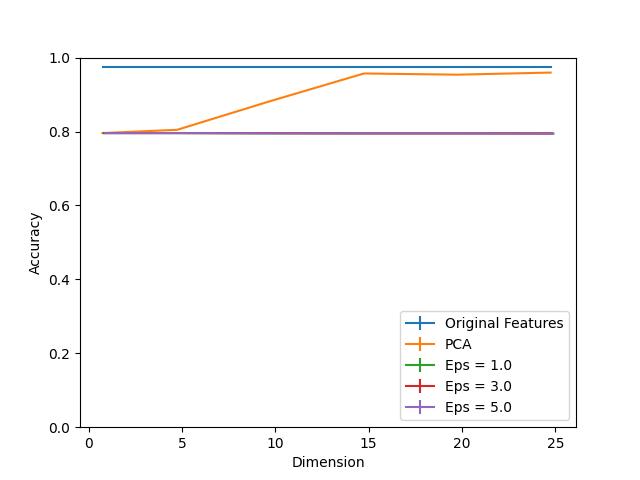 1.0
0.8
0.6
0.4
0.2
0.0
Accuracy
Original Features
PCA
Eps = 1.0
Eps = 3.0
Eps = 5.0
0 5 10 15 20 25
Dimension